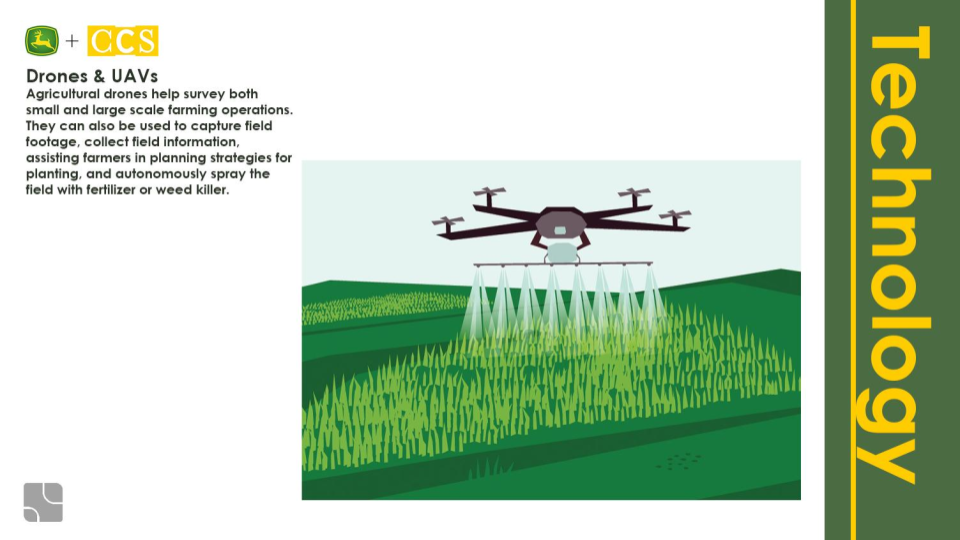 + CCS
Drones & UAVs
Agricultural drones help survey both
small and large scale farming operations.
They can also be used to capture field
footage, collect field information,
assisting farmers in planning strategies for
planting, and autonomously spray the
field with fertilizer or weed killer.
Technology